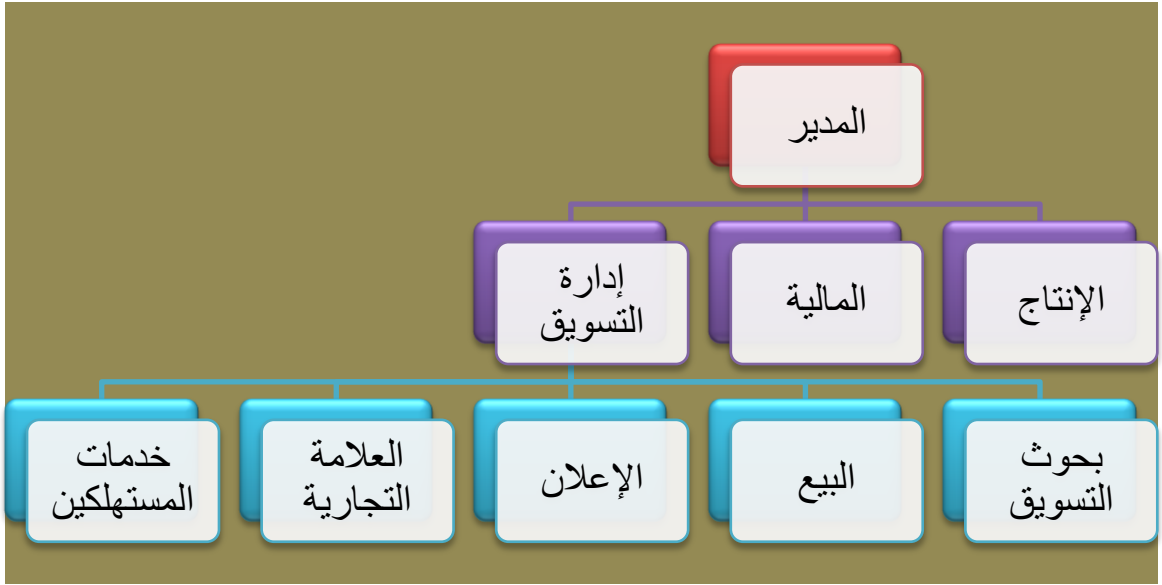 المدير
الإنتاج
المالية
إدارة
التسويق
بحوث
التسويق
البيع
الإعلان
العلامة
التجارية
خدمات
المستهلكين